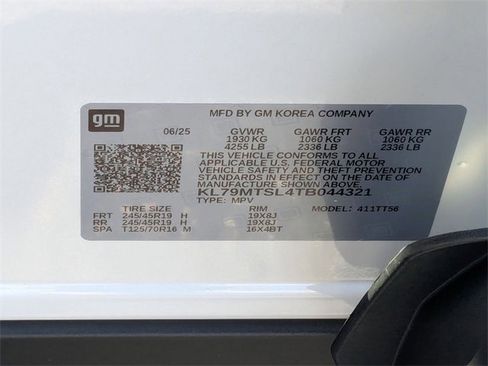 gm
MFD BY GM KOREA COMPANY
06/25 GVWR GAWR FRT GAWR RR
1930 KG 1060 KG 1060 KG
4255 LB 2336 LB 2336 LB
THIS VEHICLE CONFORMS TO ALL
APPLICABLE U.S. FEDERAL MOTOR
VEHICLE SAFETY AND THEFT PREVENTION
STANDARDS IN EFFECT ON THE DATE OF
MANUFACTURE SHOWN ABOVE.
KL79MTSL4TB044321
TYPE: MPV
TIRE SIZE RIM MODEL: 411TT56
FRT 245/45R19 H 19X8J
RR 245/45R19 H 19X8J
SPA T125/70R16 M 16X4BT